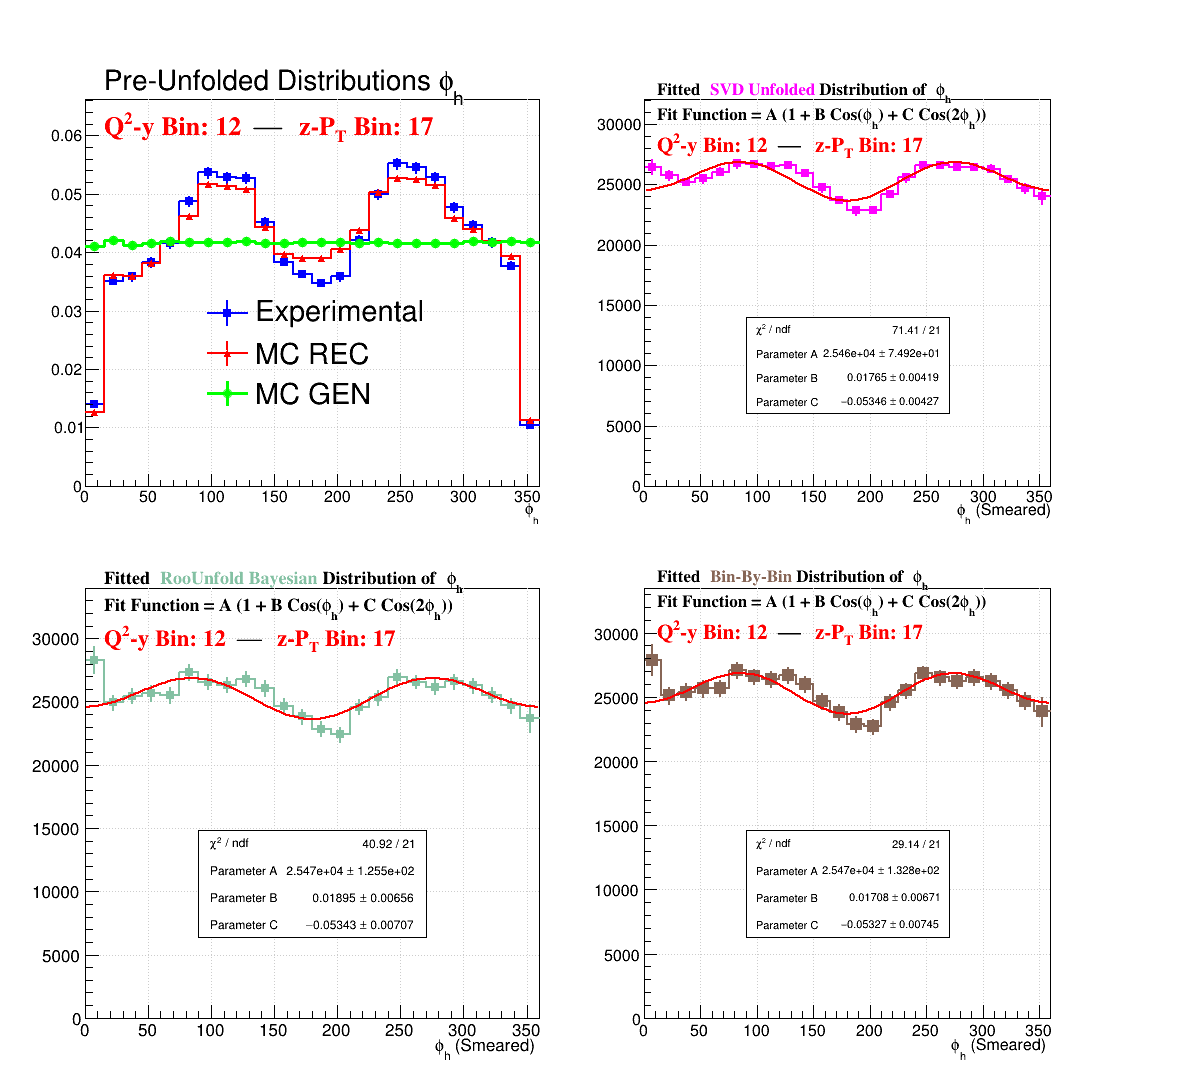 Pre-Unfolded Distributions ϕh
Q2-y Bin: 12 — z-PT Bin: 17
0.06
0.05
0.04
0.03
0.02
0.01
0
Experimental
MC REC
MC GEN
0 50 100 150 200 250 300 350
ϕh
Fitted SVD Unfolded Distribution of ϕh
Fit Function = A (1 + B Cos(ϕh) + C Cos(2ϕh))
Q2-y Bin: 12 — z-PT Bin: 17
30000
25000
20000
15000
10000
5000
0
χ2 / ndf 71.41 / 21
Parameter A 2.546e+04 ± 7.492e+01
Parameter B 0.01765 ± 0.00419
Parameter C −0.05346 ± 0.00427
0 50 100 150 200 250 300 350
ϕh (Smeared)
Fitted RooUnfold Bayesian Distribution of ϕh
Fit Function = A (1 + B Cos(ϕh) + C Cos(2ϕh))
Q2-y Bin: 12 — z-PT Bin: 17
30000
25000
20000
15000
10000
5000
0
χ2 / ndf 40.92 / 21
Parameter A 2.547e+04 ± 1.255e+02
Parameter B 0.01895 ± 0.00656
Parameter C −0.05343 ± 0.00707
0 50 100 150 200 250 300 350
ϕh (Smeared)
Fitted Bin-By-Bin Distribution of ϕh
Fit Function = A (1 + B Cos(ϕh) + C Cos(2ϕh))
Q2-y Bin: 12 — z-PT Bin: 17
30000
25000
20000
15000
10000
5000
0
χ2 / ndf 29.14 / 21
Parameter A 2.547e+04 ± 1.328e+02
Parameter B 0.01708 ± 0.00671
Parameter C −0.05327 ± 0.00745
0 50 100 150 200 250 300 350
ϕh (Smeared)